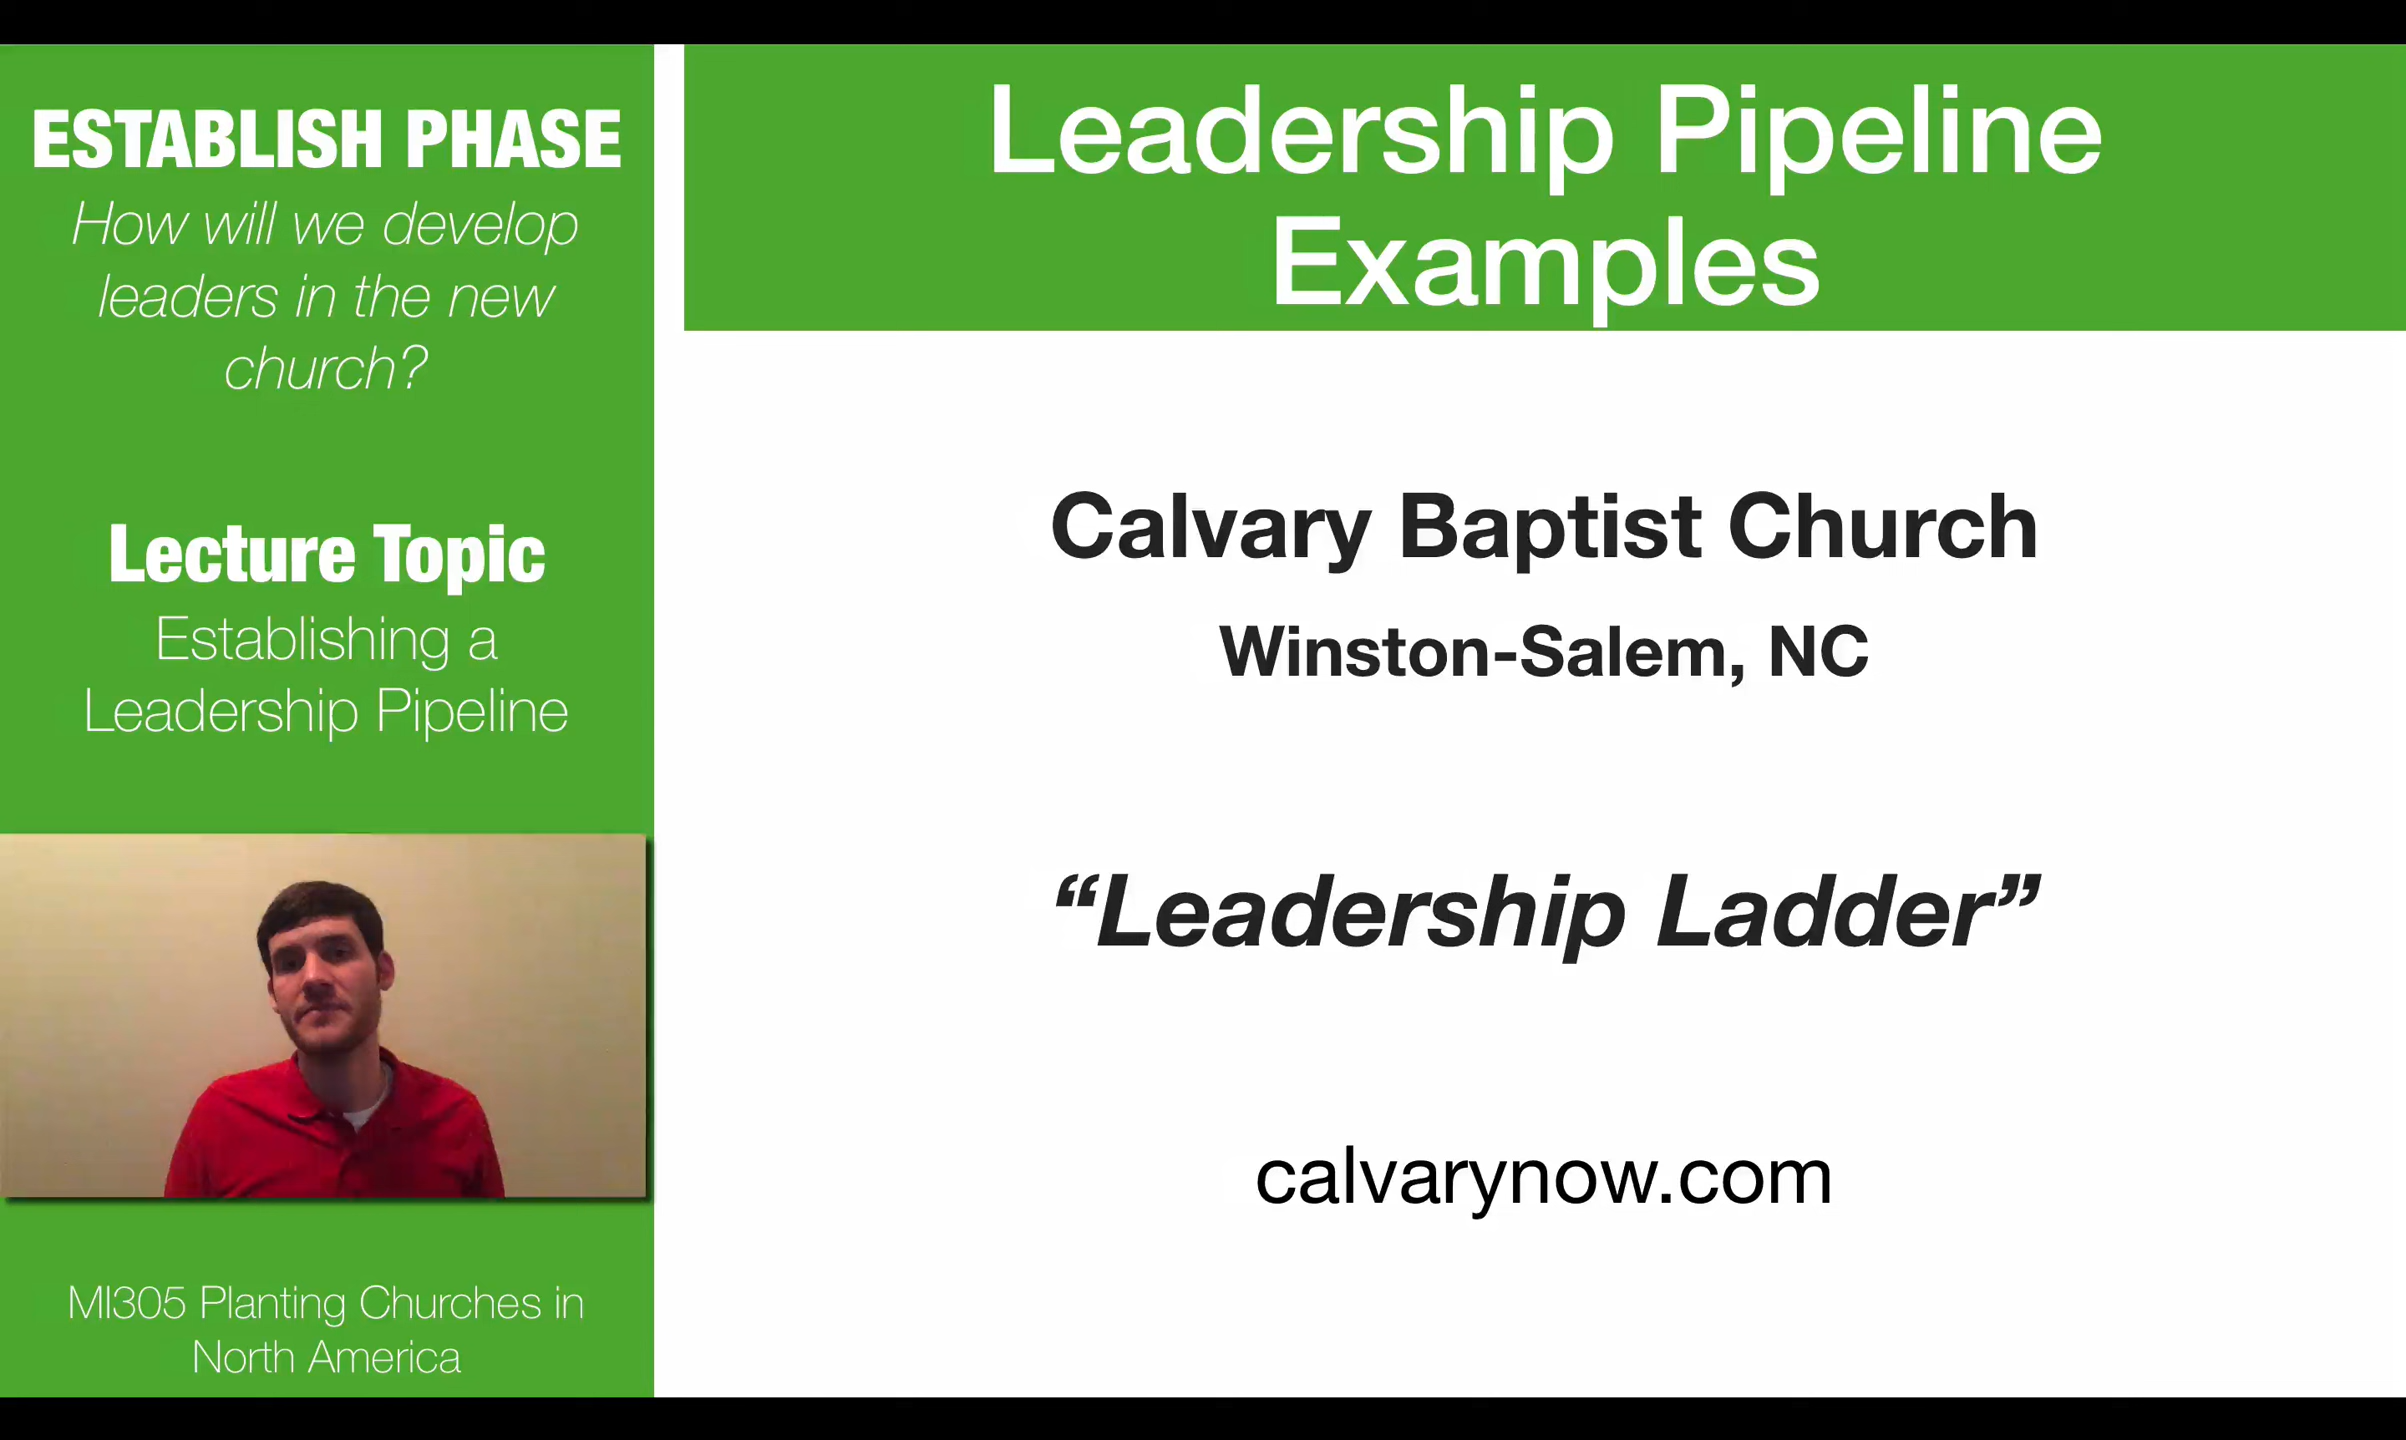 ESTABLISH PHASE
How will we develop
leaders in the new
church?
Lecture Topic
Establishing a
Leadership Pipeline
MI305 Planting Churches in
North America
Leadership Pipeline
Examples
Calvary Baptist Church
Winston-Salem, NC
“Leadership Ladder”
calvarynow.com